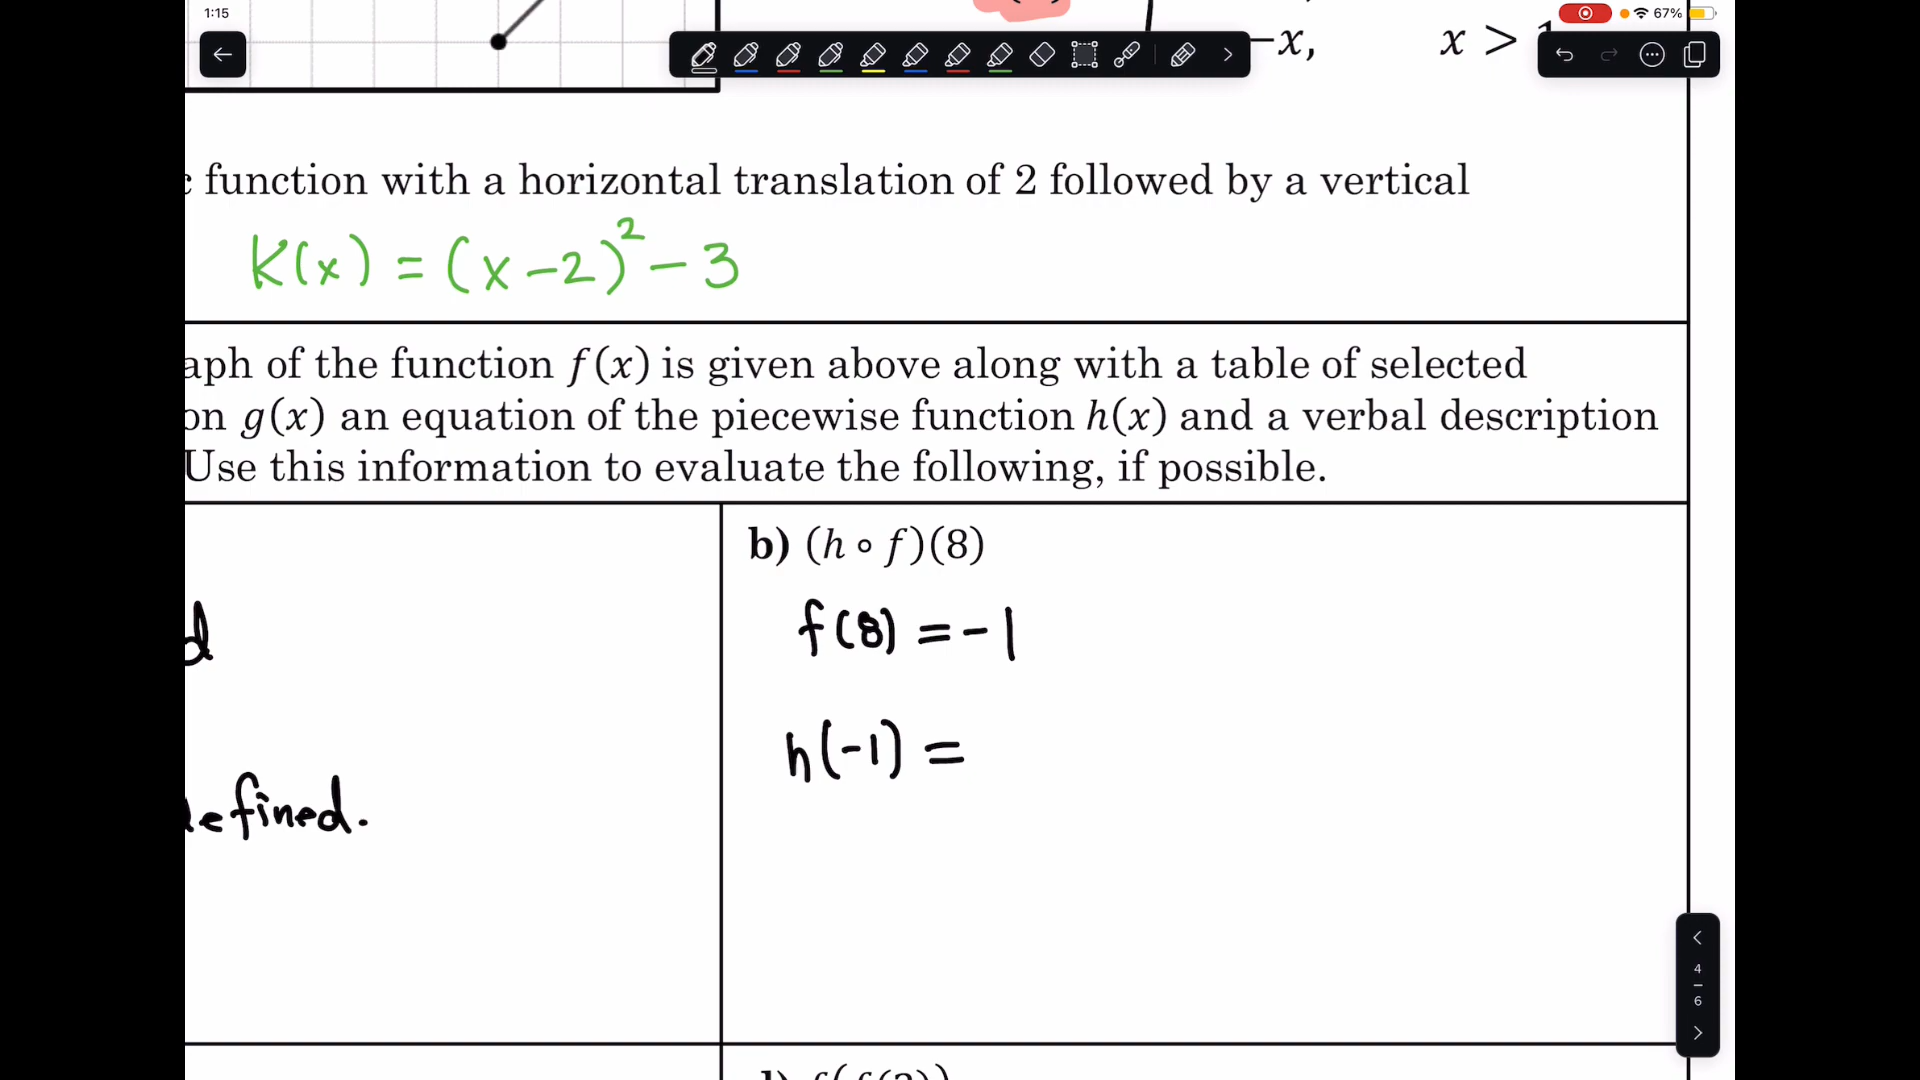 1:15
67%
−x, x >
function with a horizontal translation of 2 followed by a vertical
K(x) = (x-2)² - 3
aph of the function f(x) is given above along with a table of selected
on g(x) an equation of the piecewise function h(x) and a verbal description
Use this information to evaluate the following, if possible.
b) (h ∘ f)(8)
f(8) = -1
d
h(-1) =
efined.
4
6